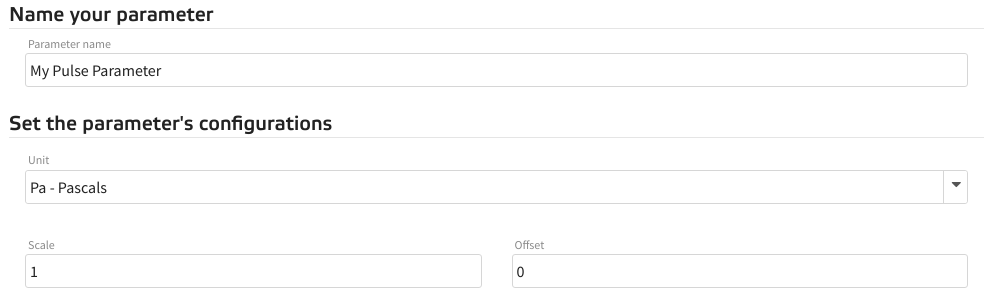 Name your parameter
Parameter name
My Pulse Parameter
Set the parameter's configurations
Unit
Pa - Pascals
Scale
Offset
1
0